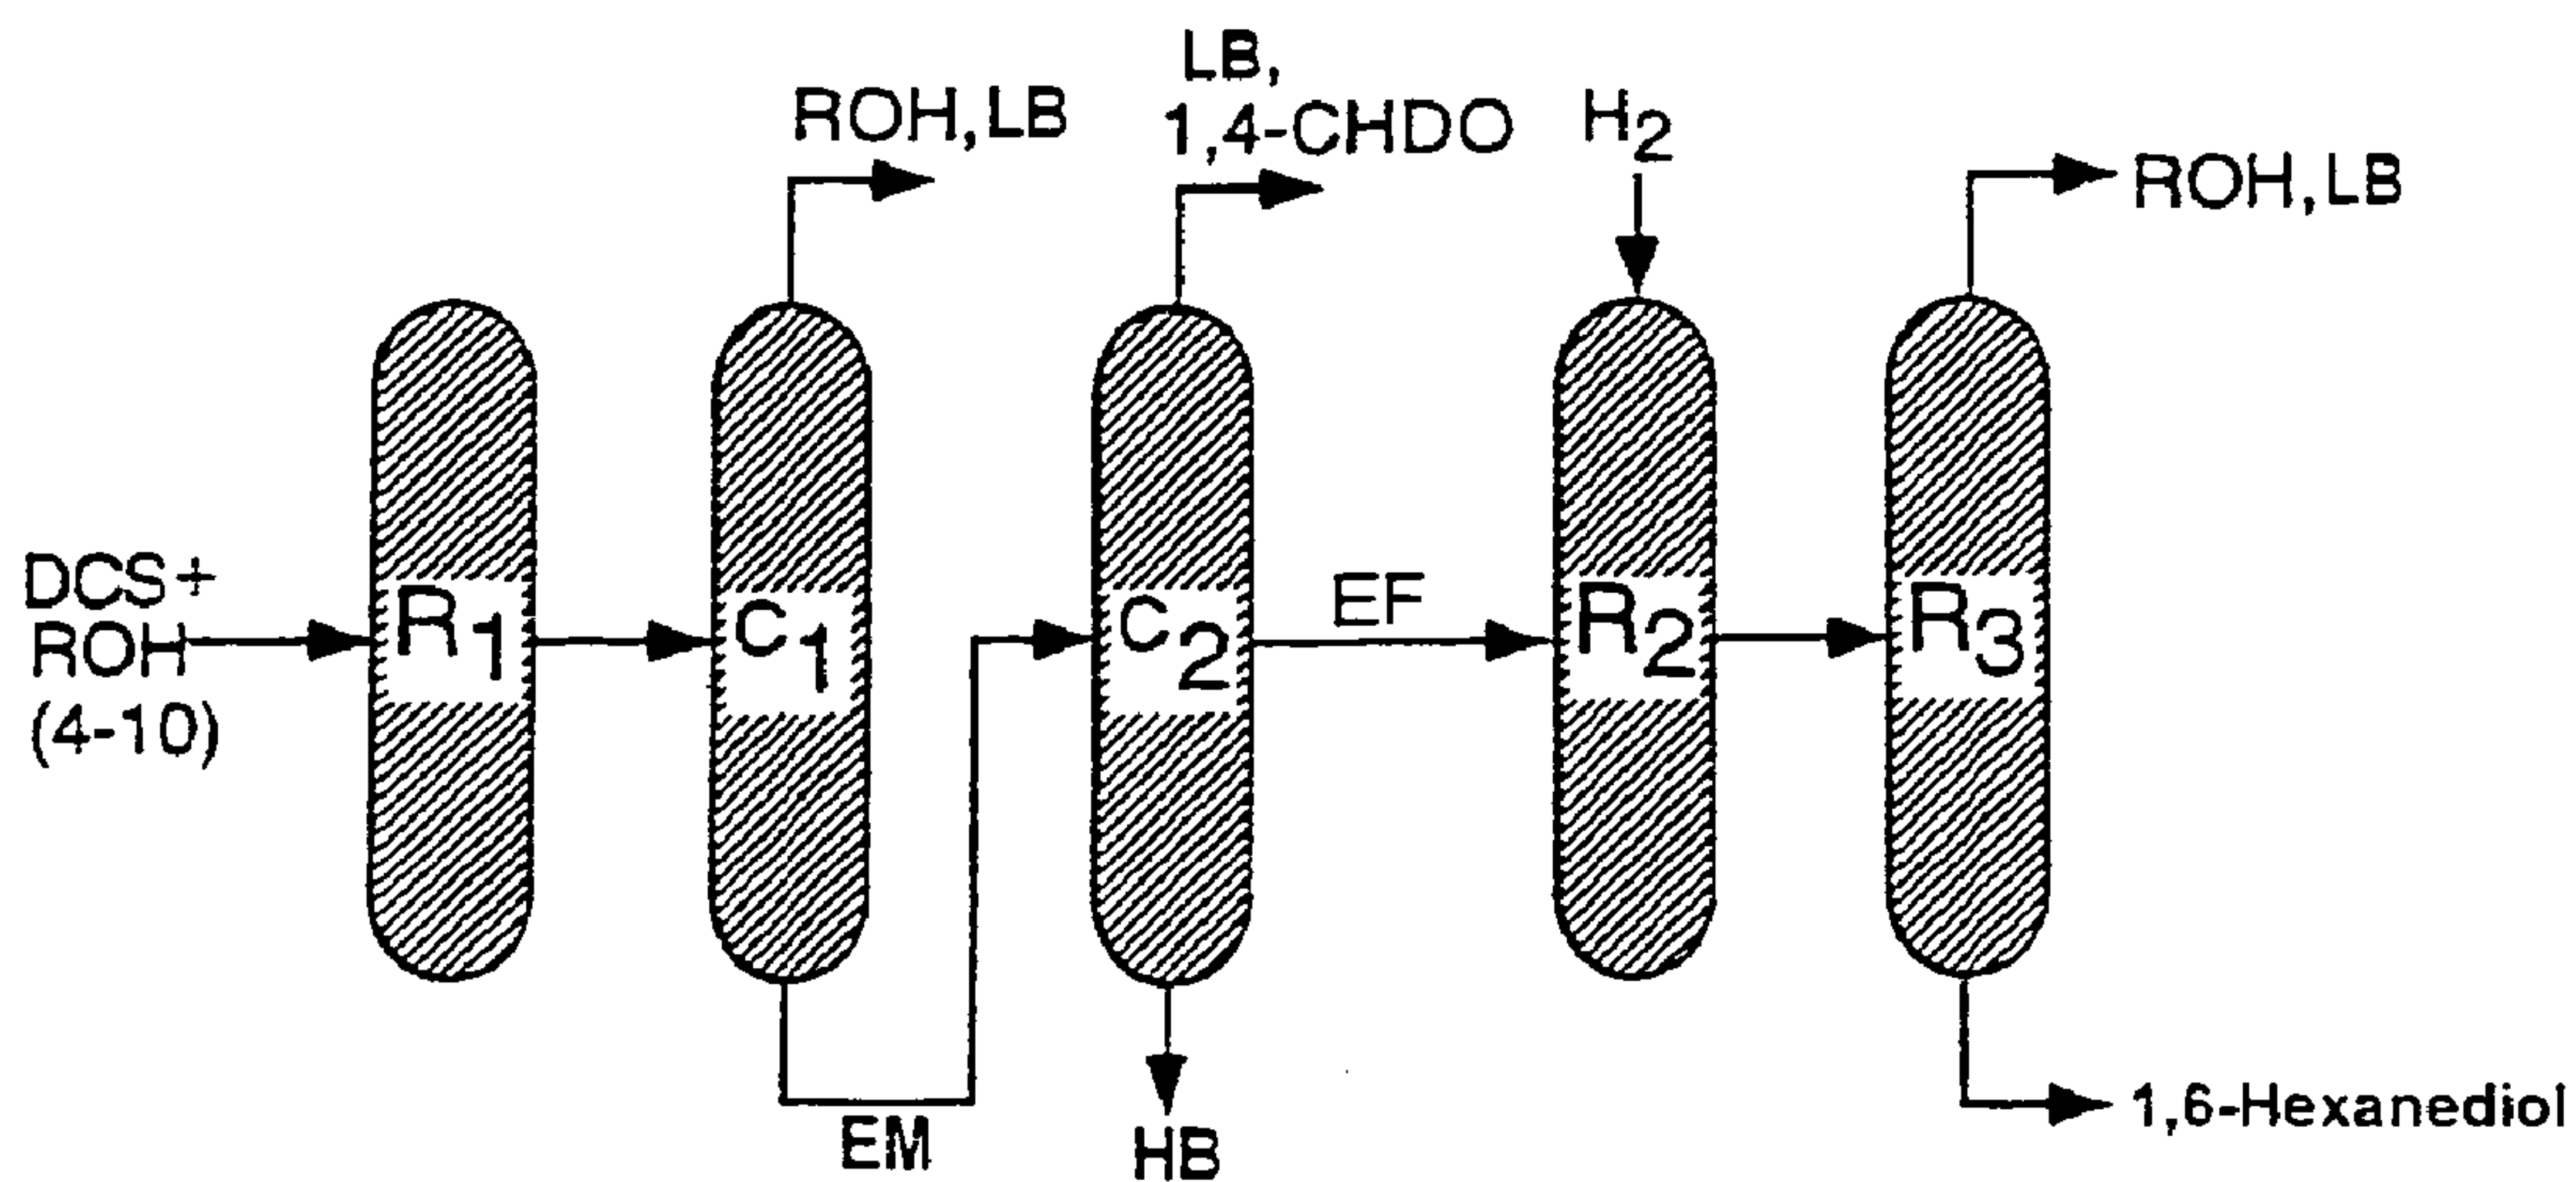 LB,
1,4-CHDO
ROH,LB
H2
ROH,LB
DCS+
ROH
(4-10)
R1
C1
C2
EF
R2
R3
EM
HB
1,6-Hexanediol